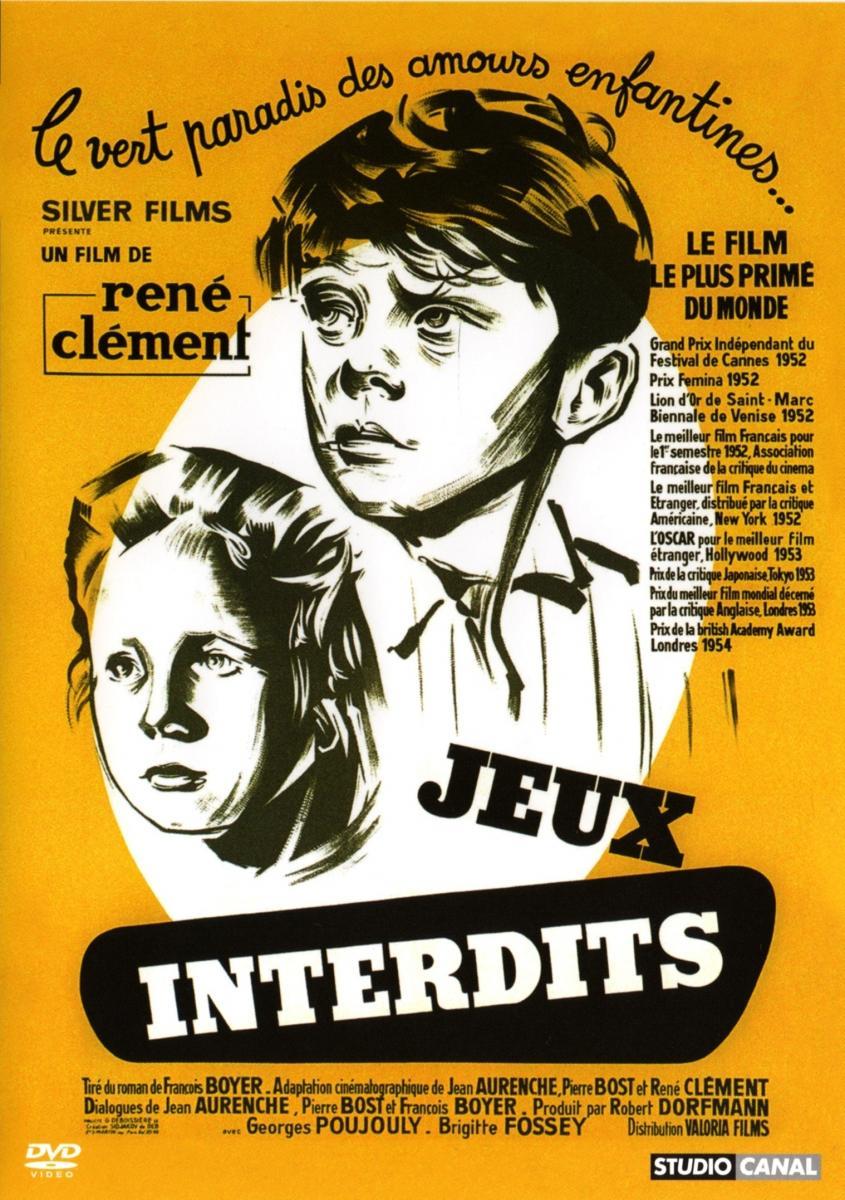 le vert paradis des amours enfantines...
SILVER FILMS
PRÉSENTE
UN FILM DE
rené
clément
LE FILM
LE PLUS PRIMÉ
DU MONDE
Grand Prix Indépendant du
Festival de Cannes 1952
Prix Femina 1952
Lion d'Or de Saint-Marc
Biennale de Venise 1952
Le meilleur film Français pour
le 1er semestre 1952, Association
française de la critique du cinema
Le meilleur film Français et
Etranger, distribué par la critique
Américaine, New York 1952
L'OSCAR pour le meilleur film
étranger, Hollywood 1953
Prix de la critique Japonaise, Tokyo 1953
Prix du meilleur film mondial décerné
par la critique Anglaise, Londres 1953
Prix de la british Academy Award
Londres 1954
JEUX
INTERDITS
Tiré du roman de François BOYER _ Adaptation cinématographique de Jean AURENCHE, Pierre BOST et René CLÉMENT
Dialogues de Jean AURENCHE, Pierre BOST et François BOYER _ Produit par Robert DORFMANN
avec Georges POUJOULY _ Brigitte FOSSEY
Distribution VALORIA FILMS
DVD
VIDEO
STUDIO CANAL